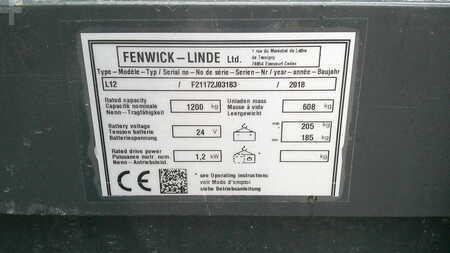 FENWICK-LINDE Ltd.
1 rue du Maréchal de Lattre
de Tassigny
78854 Elancourt Cedex
Type-Modèle-Typ / Serial no-No de série-Serien-Nr / year-année-Baujahr
L12 / F21172J03183 / 2018
Rated capacity
Capacité nominale
Nenn-Tragfähigkeit
1200 kg
Unladen mass
Masse à vide
Leergewicht
608 kg
Battery voltage
Tension batterie
Batteriespannung
24 V
max 205 kg
min 185 kg
Rated drive power
Puissance motr. nom.
Nenn-Antriebsleist
1,2 kW
kg
CE
* see Operating instructions
voir Mode d'emploi
siehe Betriebsanleitung